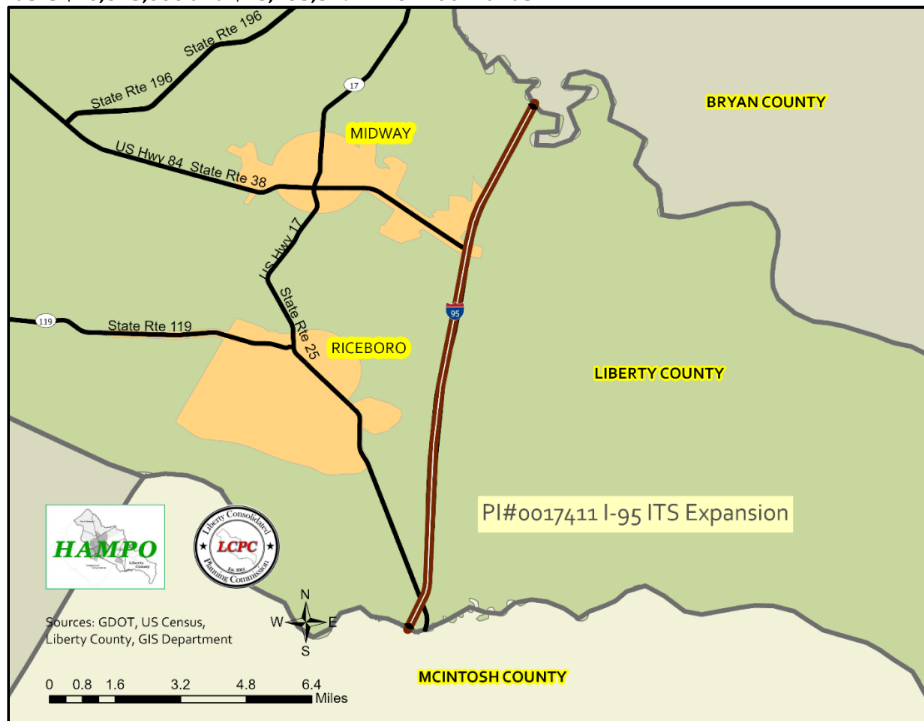 State Rte 196
State Rte 196
17
BRYAN COUNTY
MIDWAY
US Hwy 84 State Rte 38
US Hwy 17
95
119
State Rte 119
State Rte 25
RICEBORO
LIBERTY COUNTY
PI#0017411 I-95 ITS Expansion
HAMPO
Liberty Consolidated
LCPC
Planning Commission
Sources: GDOT, US Census,
Liberty County, GIS Department
N
W E
S
0 0.8 1.6 3.2 4.8 6.4
Miles
MCINTOSH COUNTY